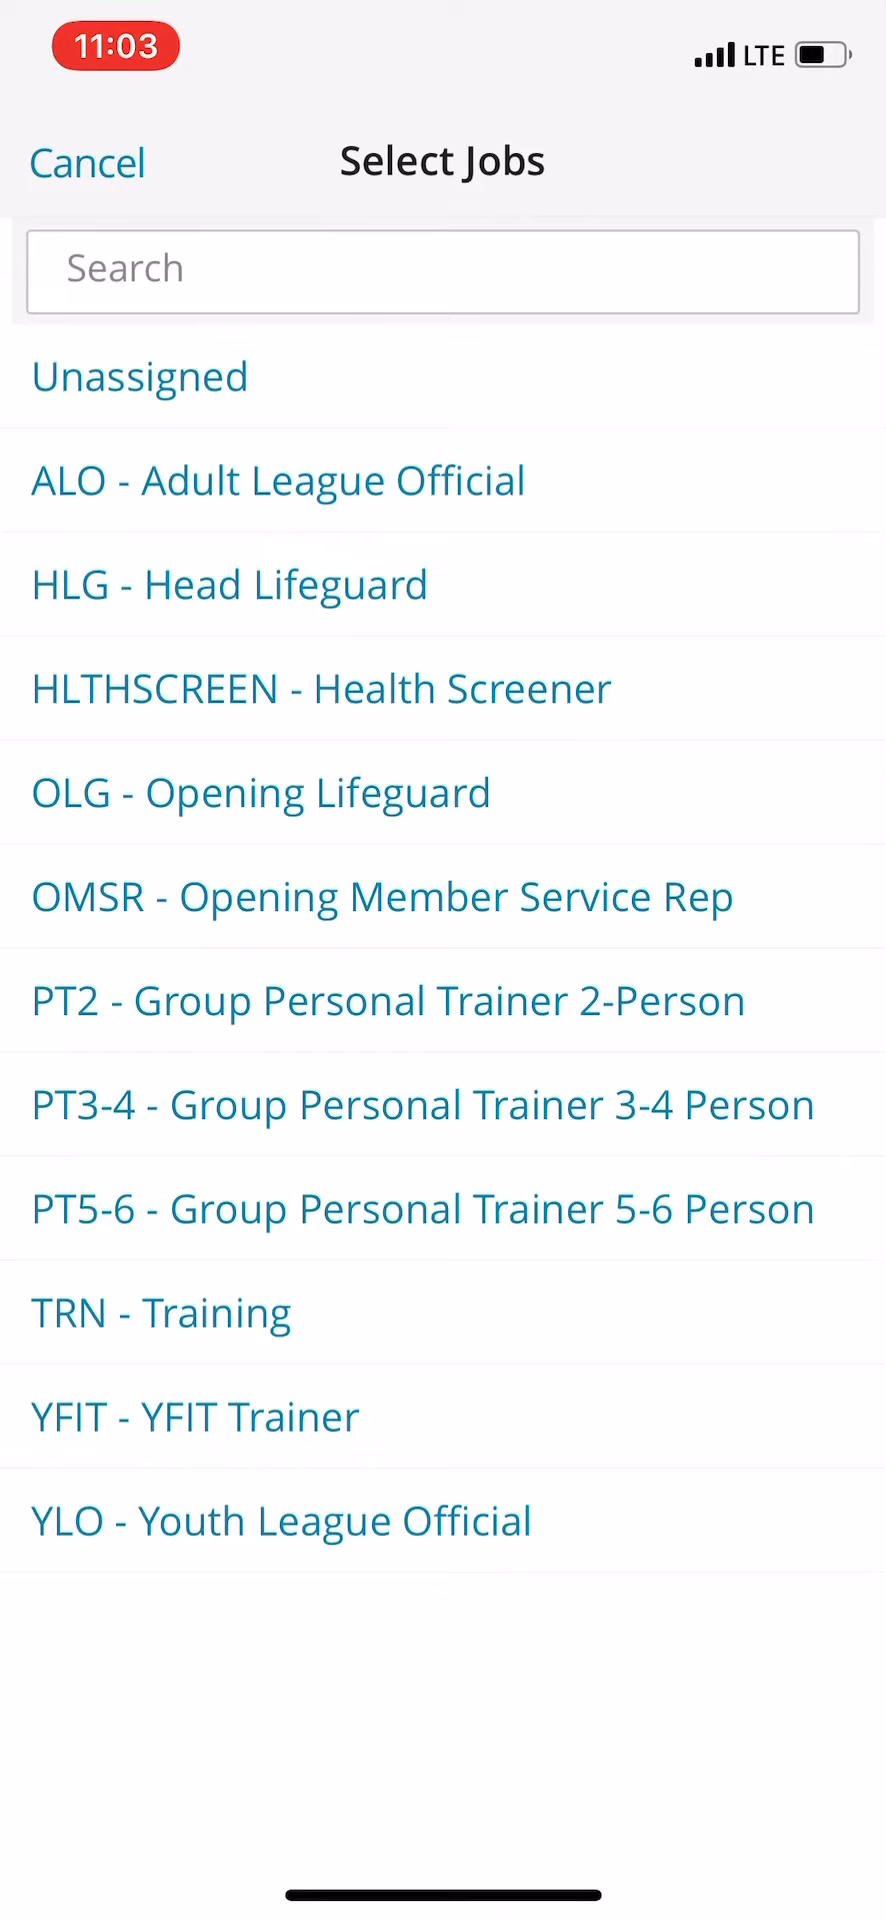 11:03
LTE
Cancel
Select Jobs
Search
Unassigned
ALO - Adult League Official
HLG - Head Lifeguard
HLTHSCREEN - Health Screener
OLG - Opening Lifeguard
OMSR - Opening Member Service Rep
PT2 - Group Personal Trainer 2-Person
PT3-4 - Group Personal Trainer 3-4 Person
PT5-6 - Group Personal Trainer 5-6 Person
TRN - Training
YFIT - YFIT Trainer
YLO - Youth League Official